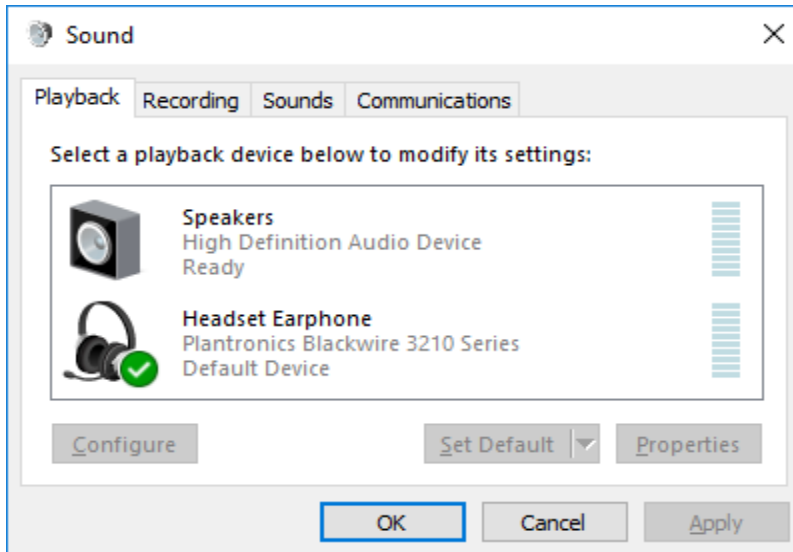 Sound
Playback Recording Sounds Communications
Select a playback device below to modify its settings:
Speakers
High Definition Audio Device
Ready
Headset Earphone
Plantronics Blackwire 3210 Series
Default Device
Configure Set Default Properties
OK Cancel Apply